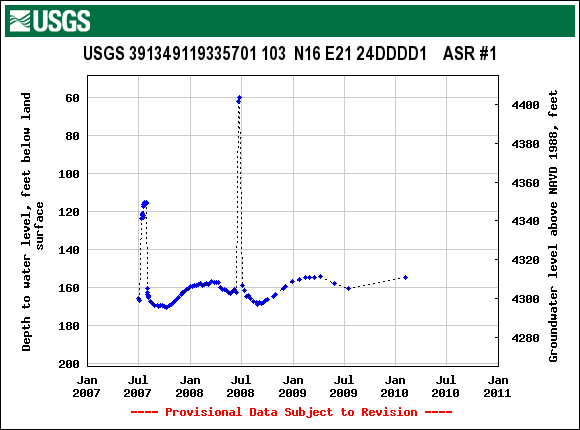 USGS
USGS 391349119335701 103 N16 E21 24DDDD1 ASR #1
Depth to water level, feet below land
surface
60
80
100
120
140
160
180
200
4400
4380
4360
4340
4320
4300
4280
Groundwater level above NAVD 1988, feet
Jan Jul Jan Jul Jan Jul Jan Jul Jan
2007 2007 2008 2008 2009 2009 2010 2010 2011
---- Provisional Data Subject to Revision ----